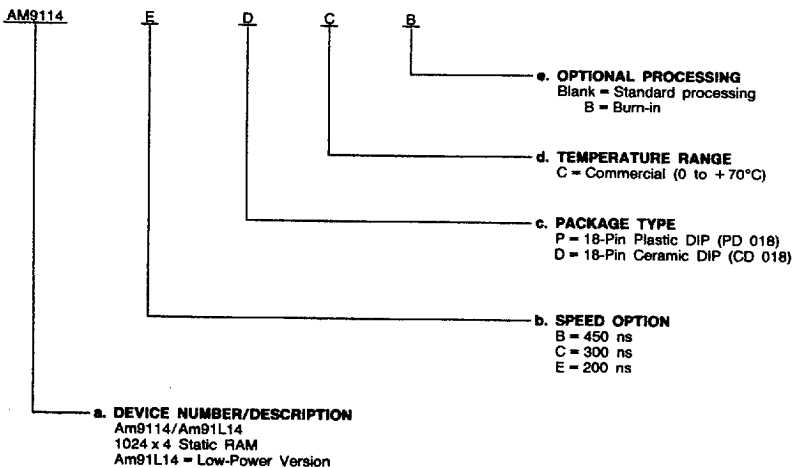 AM9114 E D C B
e. OPTIONAL PROCESSING
Blank = Standard processing
B = Burn-in
d. TEMPERATURE RANGE
C = Commercial (0 to +70°C)
c. PACKAGE TYPE
P = 18-Pin Plastic DIP (PD 018)
D = 18-Pin Ceramic DIP (CD 018)
b. SPEED OPTION
B = 450 ns
C = 300 ns
E = 200 ns
a. DEVICE NUMBER/DESCRIPTION
Am9114/Am91L14
1024 x 4 Static RAM
Am91L14 = Low-Power Version